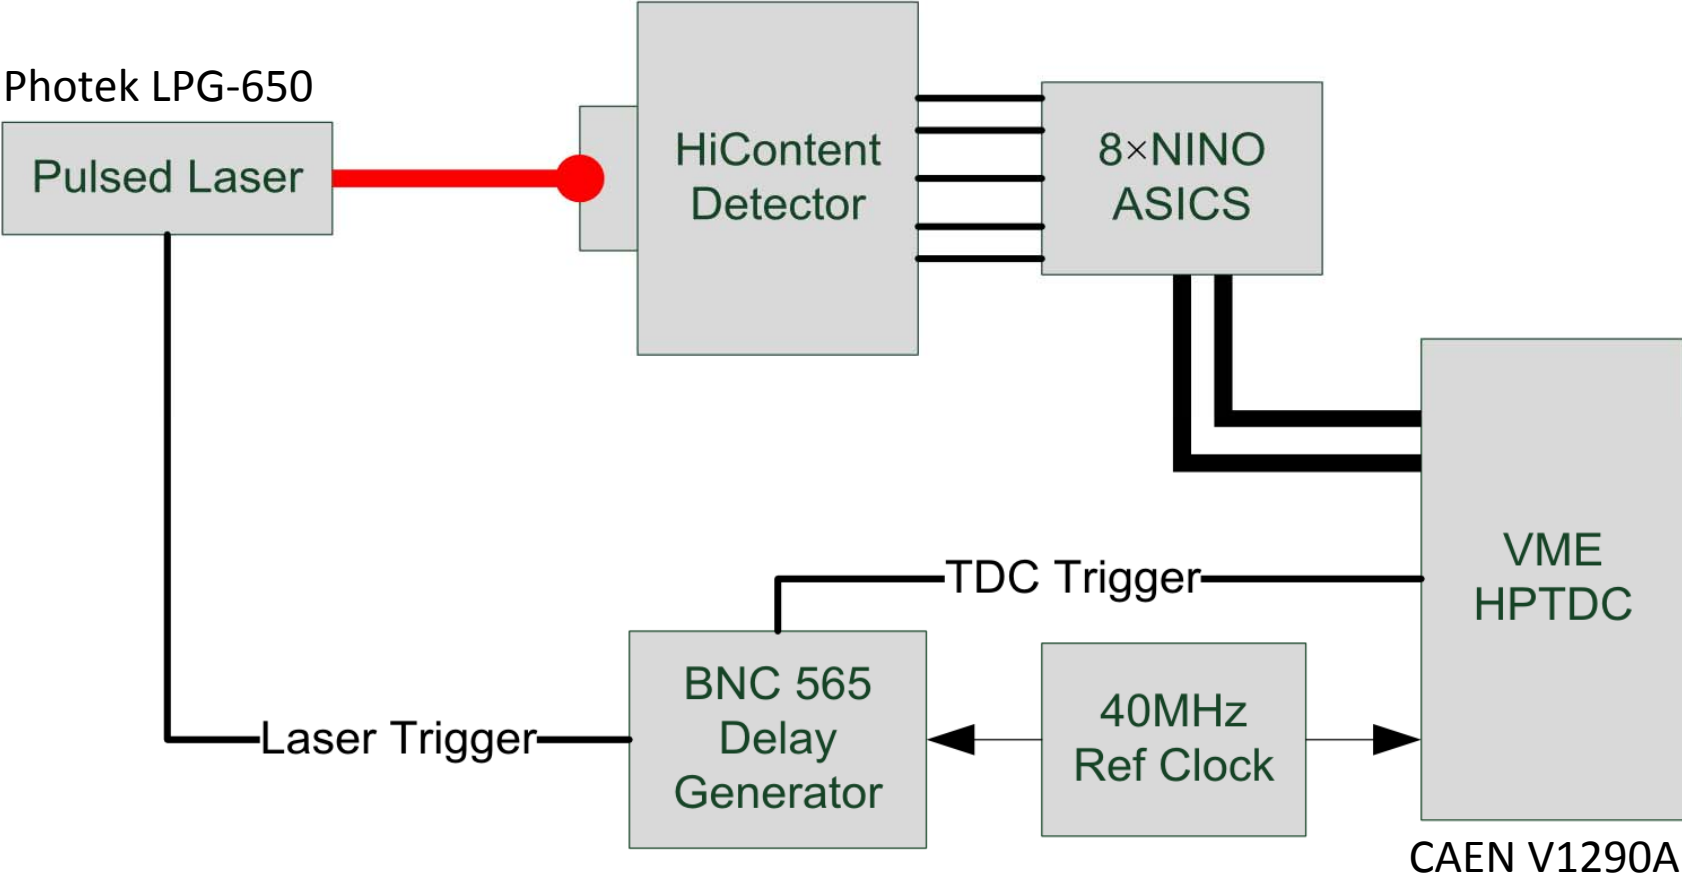 Photek LPG-650
Pulsed Laser
HiContent
Detector
8×NINO
ASICS
VME
HPTDC
TDC Trigger
BNC 565
Delay
Generator
40MHz
Ref Clock
Laser Trigger
CAEN V1290A